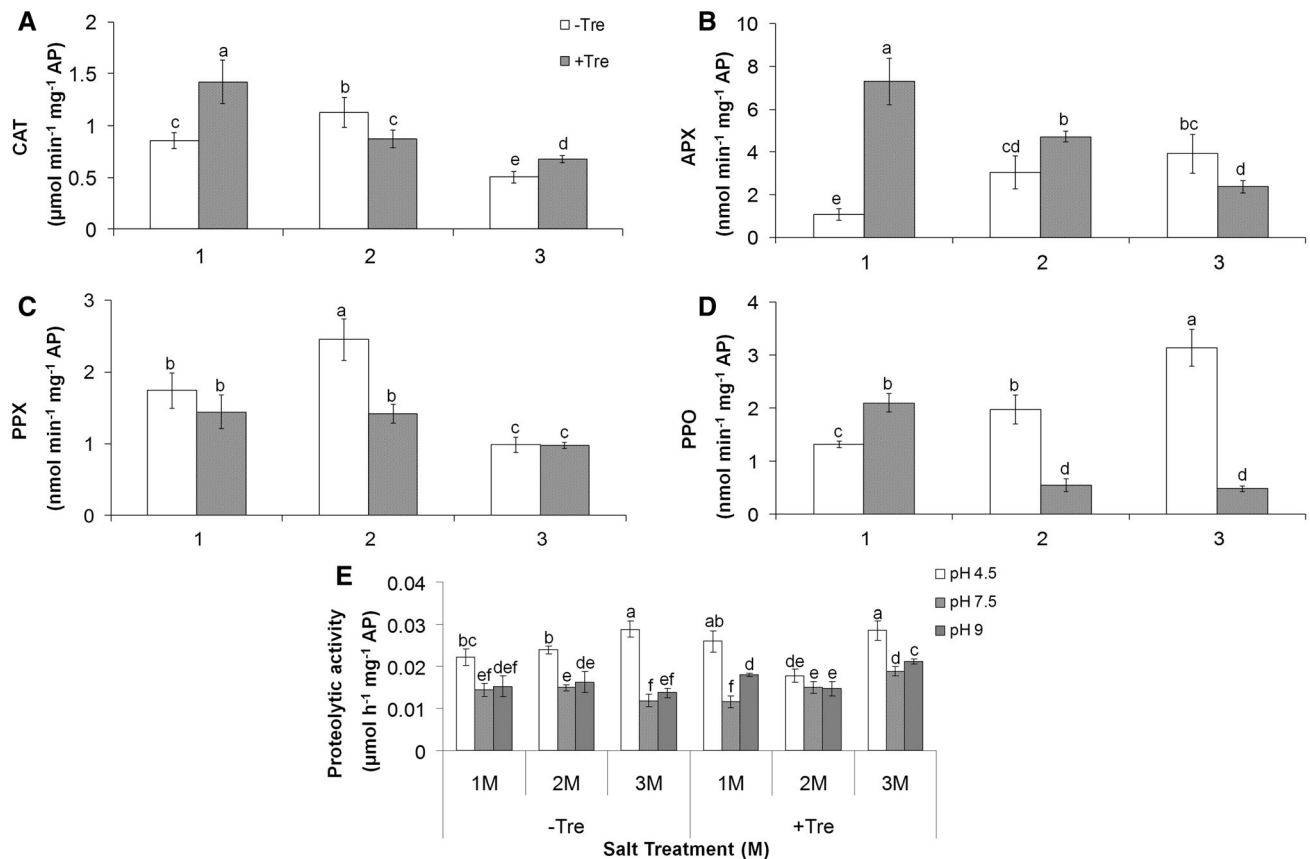 A
CAT
(µmol min⁻¹ mg⁻¹ AP)
2
1.5
1
0.5
0
-Tre
+Tre
c
a
b
c
e
d
1
2
3
B
APX
(nmol min⁻¹ mg⁻¹ AP)
10
8
6
4
2
0
e
a
cd
b
bc
d
1
2
3
C
PPX
(nmol min⁻¹ mg⁻¹ AP)
3
2
1
0
b
b
a
b
c
c
1
2
3
D
PPO
(nmol min⁻¹ mg⁻¹ AP)
4
3
2
1
0
c
b
b
d
a
d
1
2
3
E
Proteolytic activity
(µmol h⁻¹ mg⁻¹ AP)
0.04
0.03
0.02
0.01
0
pH 4.5
pH 7.5
pH 9
bc
ef
def
b
e
de
a
f
ef
ab
f
d
de
e
e
a
d
c
1M
2M
3M
1M
2M
3M
-Tre
+Tre
Salt Treatment (M)